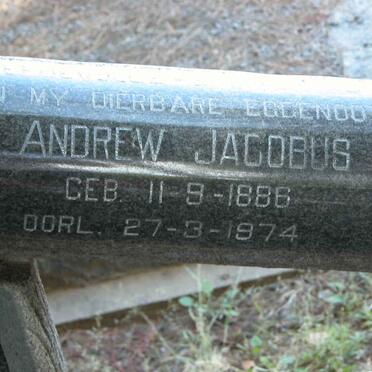 MY DIERBARE EGGENOO
ANDREW JACOBUS
GEB. 11-9-1886
OORL. 27-3-1974